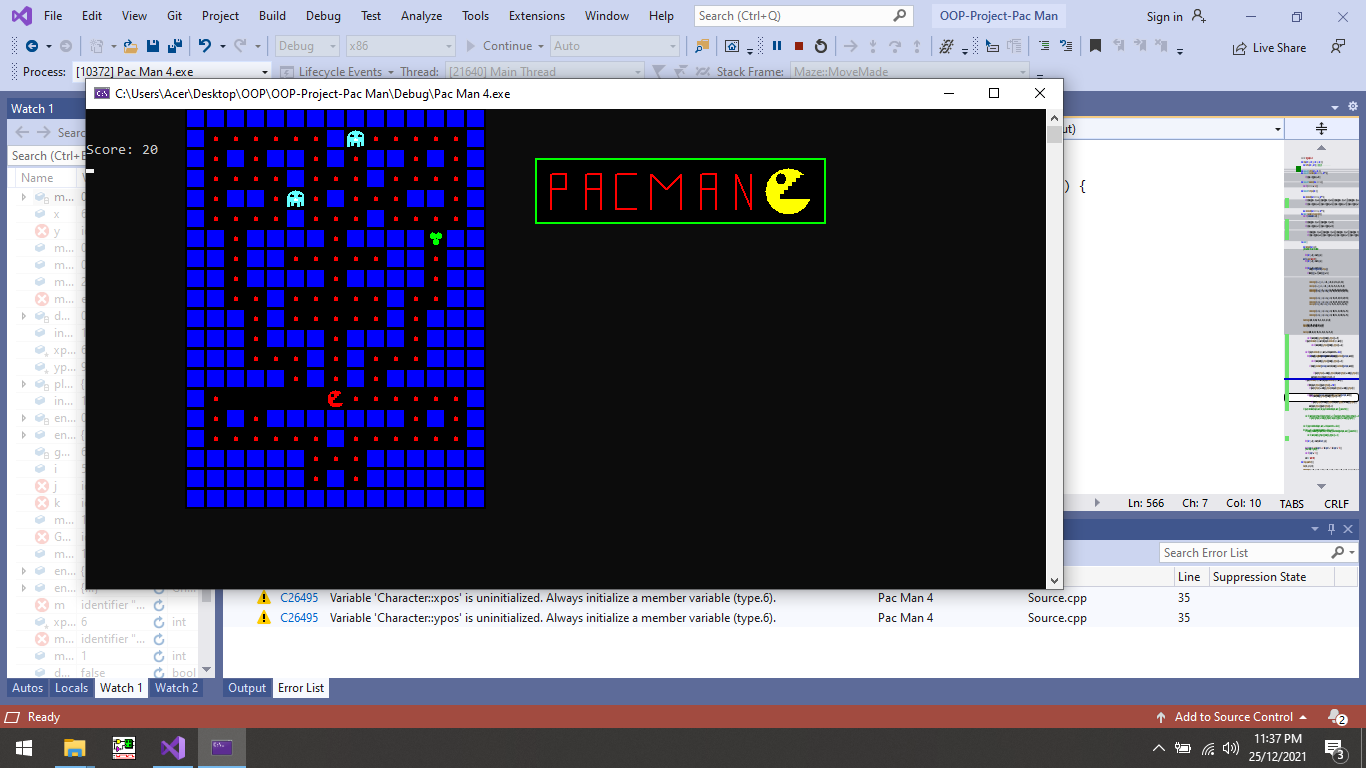 File Edit View Git Project Build Debug Test Analyze Tools Extensions Window Help Search (Ctrl+Q) OOP-Project-Pac Man Sign in
Debug x86 Continue Auto Live Share
Process: [10372] Pac Man 4.exe Lifecycle Events Thread: [21640] Main Thread Stack Frame: Maze::MoveMade
C:\Users\Acer\Desktop\OOP\OOP-Project-Pac Man\Debug\Pac Man 4.exe
Watch 1
Search (Ctrl+E
Name
Score: 20
PACMAN
) {
m...
x 6
y i
m...
m...
m...
m... e
d...
in...
xp...
yp...
pl...
in...
en...
en...
g...
i 5
j i
k i
m...
G...
m...
en...
en...
m identifier "...
xp... 6 int
m... identifier "...
m... 1 int
d... false bool
Ln: 566 Ch: 7 Col: 10 TABS CRLF
Search Error List
Line Suppression State
C26495 Variable 'Character::xpos' is uninitialized. Always initialize a member variable (type.6). Pac Man 4 Source.cpp 35
C26495 Variable 'Character::ypos' is uninitialized. Always initialize a member variable (type.6). Pac Man 4 Source.cpp 35
Autos Locals Watch 1 Watch 2 Output Error List
Ready Add to Source Control 2
11:37 PM
25/12/2021
3